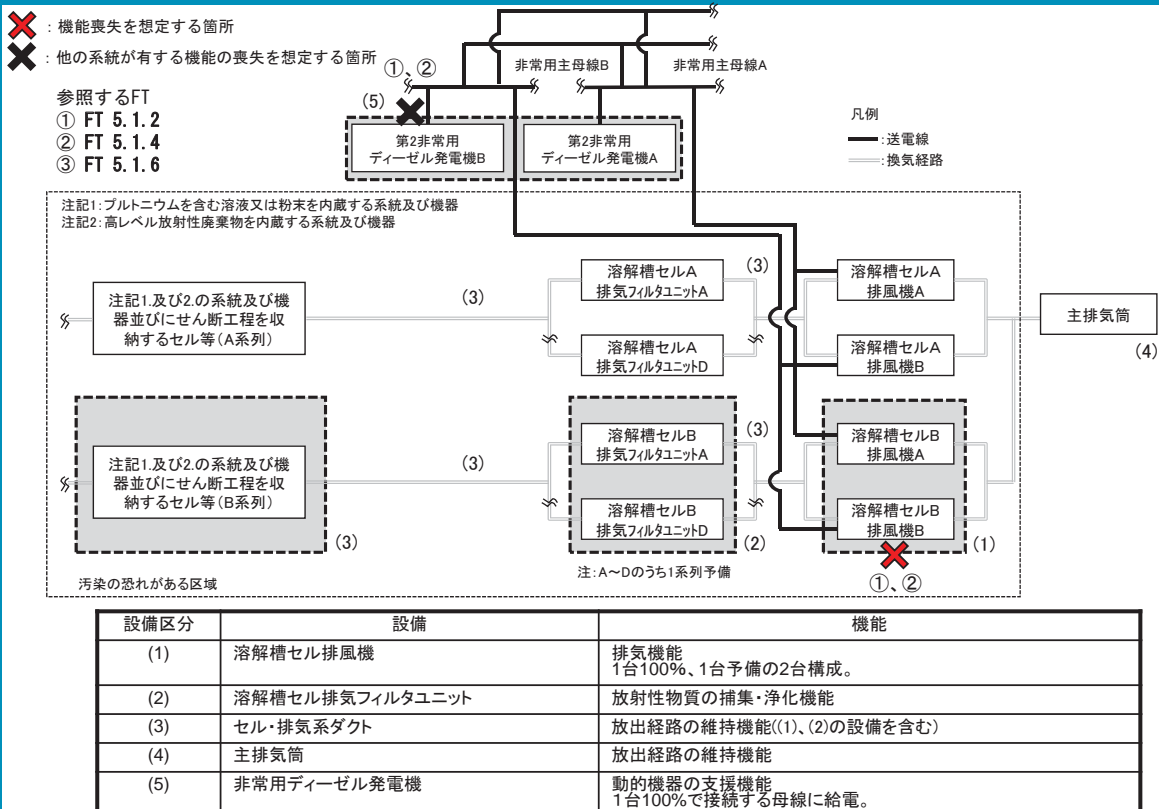 ：機能喪失を想定する箇所
：他の系統が有する機能の喪失を想定する箇所
参照するFT
① FT 5.1.2
② FT 5.1.4
③ FT 5.1.6
①、②
非常用主母線B
非常用主母線A
(5)
第2非常用
ディーゼル発電機B
第2非常用
ディーゼル発電機A
凡例
：送電線
：換気経路
注記1：プルトニウムを含む溶液又は粉末を内蔵する系統及び機器
注記2：高レベル放射性廃棄物を内蔵する系統及び機器
注記1.及び2.の系統及び機
器並びにせん断工程を収
納するセル等（A系列）
(3)
溶解槽セルA
排気フィルタユニットA
(3)
溶解槽セルA
排気フィルタユニットD
溶解槽セルA
排風機A
溶解槽セルA
排風機B
主排気筒
(4)
注記1.及び2.の系統及び機
器並びにせん断工程を収
納するセル等（B系列）
(3)
(3)
溶解槽セルB
排気フィルタユニットA
(3)
溶解槽セルB
排気フィルタユニットD
(2)
溶解槽セルB
排風機A
溶解槽セルB
排風機B
(1)
①、②
注：A～Dのうち1系列予備
汚染の恐れがある区域
設備区分 設備 機能
(1) 溶解槽セル排風機 排気機能
1台100%、1台予備の2台構成。
(2) 溶解槽セル排気フィルタユニット 放射性物質の捕集・浄化機能
(3) セル・排気系ダクト 放出経路の維持機能((1)、(2)の設備を含む)
(4) 主排気筒 放出経路の維持機能
(5) 非常用ディーゼル発電機 動的機器の支援機能
1台100%で接続する母線に給電。